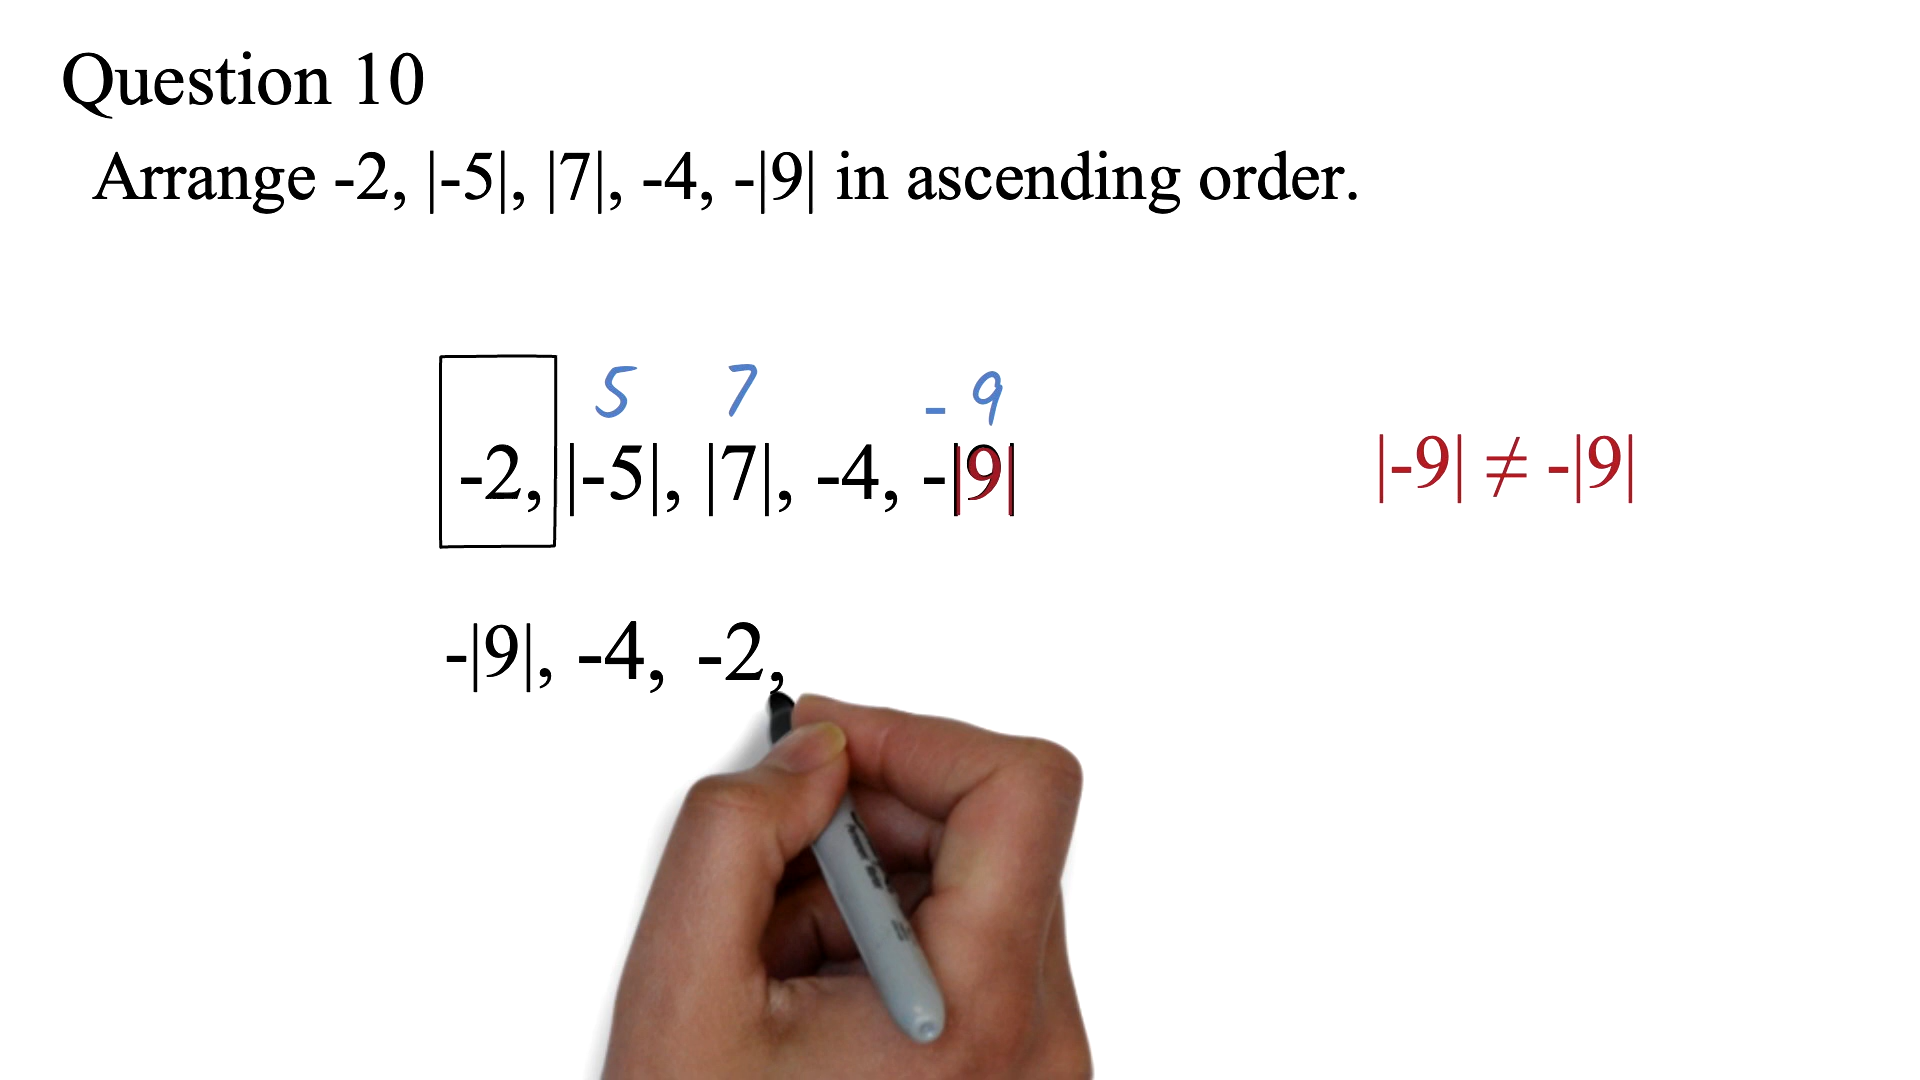 Question 10
Arrange -2, |-5|, |7|, -4, -|9| in ascending order.
5 7 - 9
-2, |-5|, |7|, -4, -|9|
|-9| ≠ -|9|
-|9|, -4, -2,